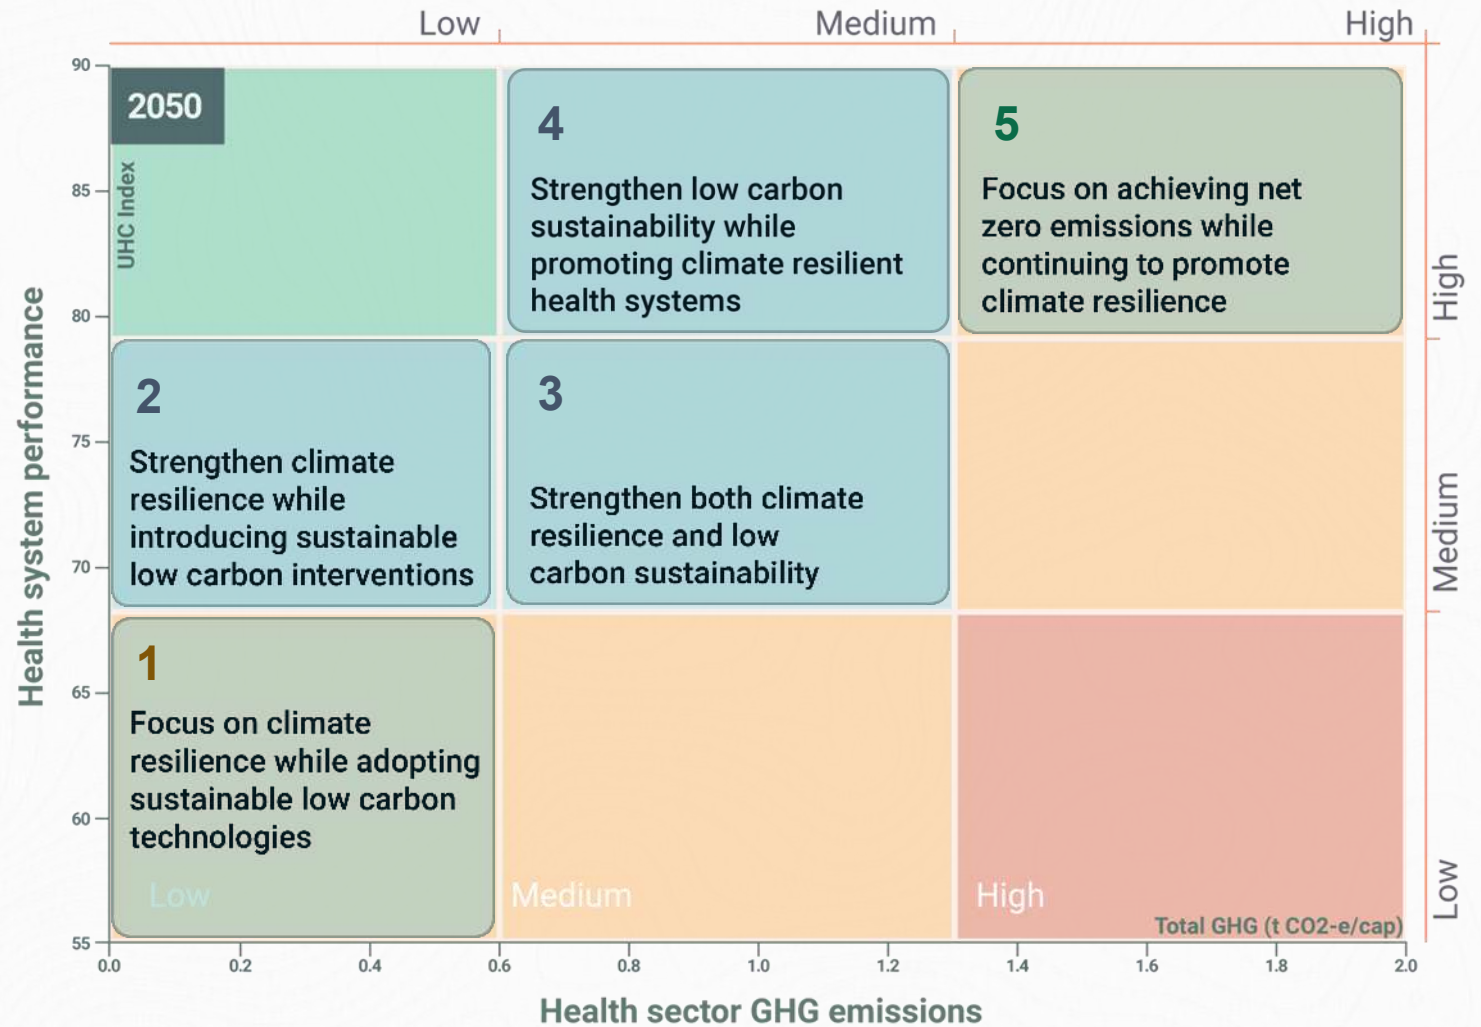 Low
Medium
High
90
2050
4
5
85
UHC Index
Strengthen low carbon
sustainability while
promoting climate resilient
health systems
Focus on achieving net
zero emissions while
continuing to promote
climate resilience
High
80
Health system performance
2
3
75
Strengthen climate
resilience while
introducing sustainable
low carbon interventions
Strengthen both climate
resilience and low
carbon sustainability
Medium
70
1
65
Focus on climate
resilience while adopting
sustainable low carbon
technologies
60
Low
Medium
High
Low
Total GHG (t CO2-e/cap)
55
0.0
0.2
0.4
0.6
0.8
1.0
1.2
1.4
1.6
1.8
2.0
Health sector GHG emissions